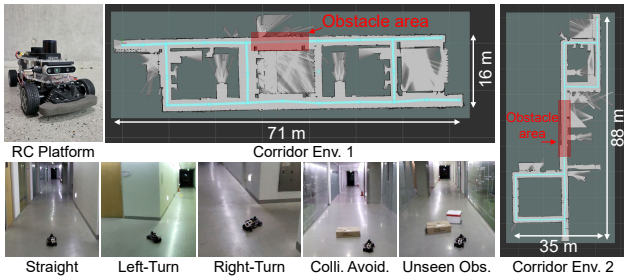 Obstacle area
16 m
71 m
RC Platform
Corridor Env. 1
Obstacle
area
88 m
35 m
Straight
Left-Turn
Right-Turn
Colli. Avoid.
Unseen Obs.
Corridor Env. 2